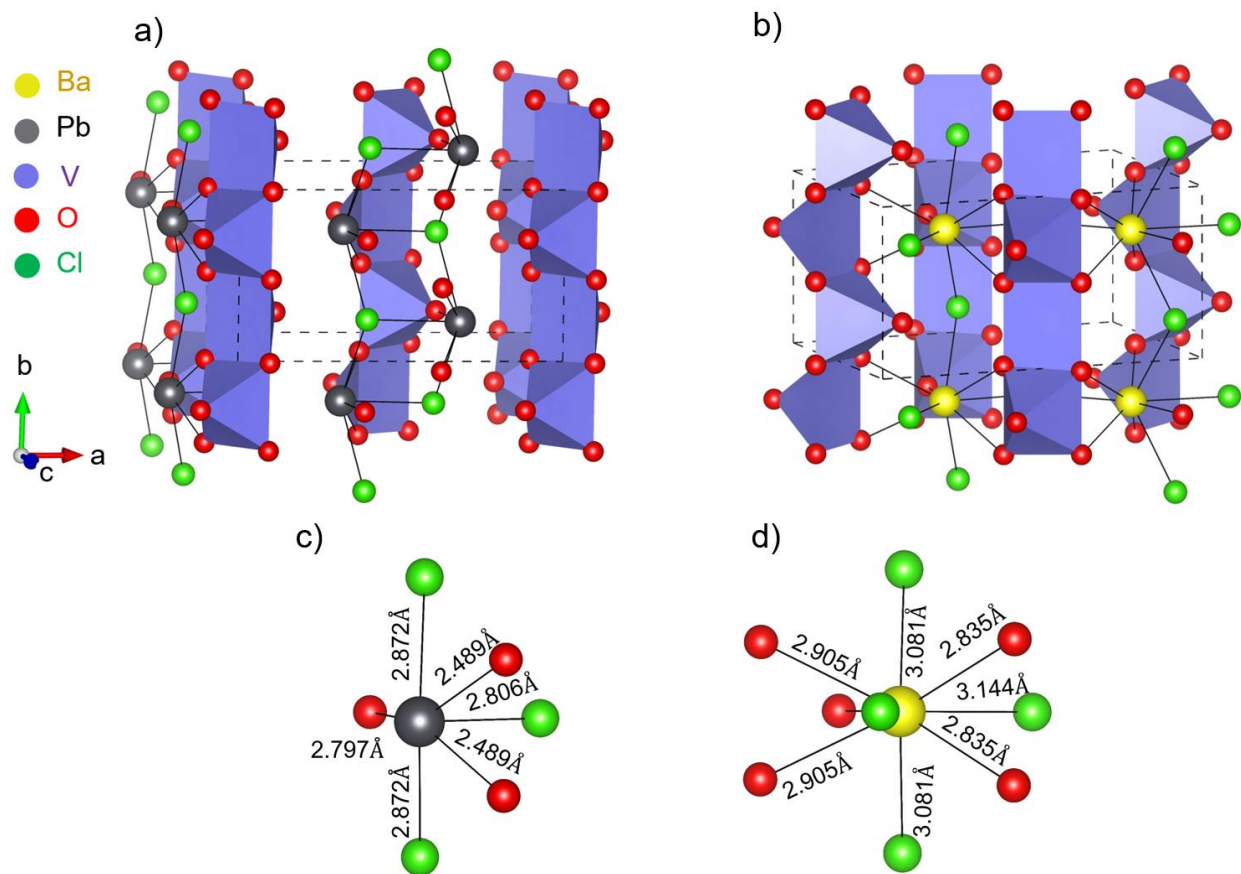 a)
b)
Ba
Pb
V
O
Cl
b
a
c
c)
d)
2.872Å
2.489Å
2.806Å
2.797Å
2.489Å
2.872Å
2.905Å
3.081Å
2.835Å
3.144Å
2.835Å
2.905Å
3.081Å